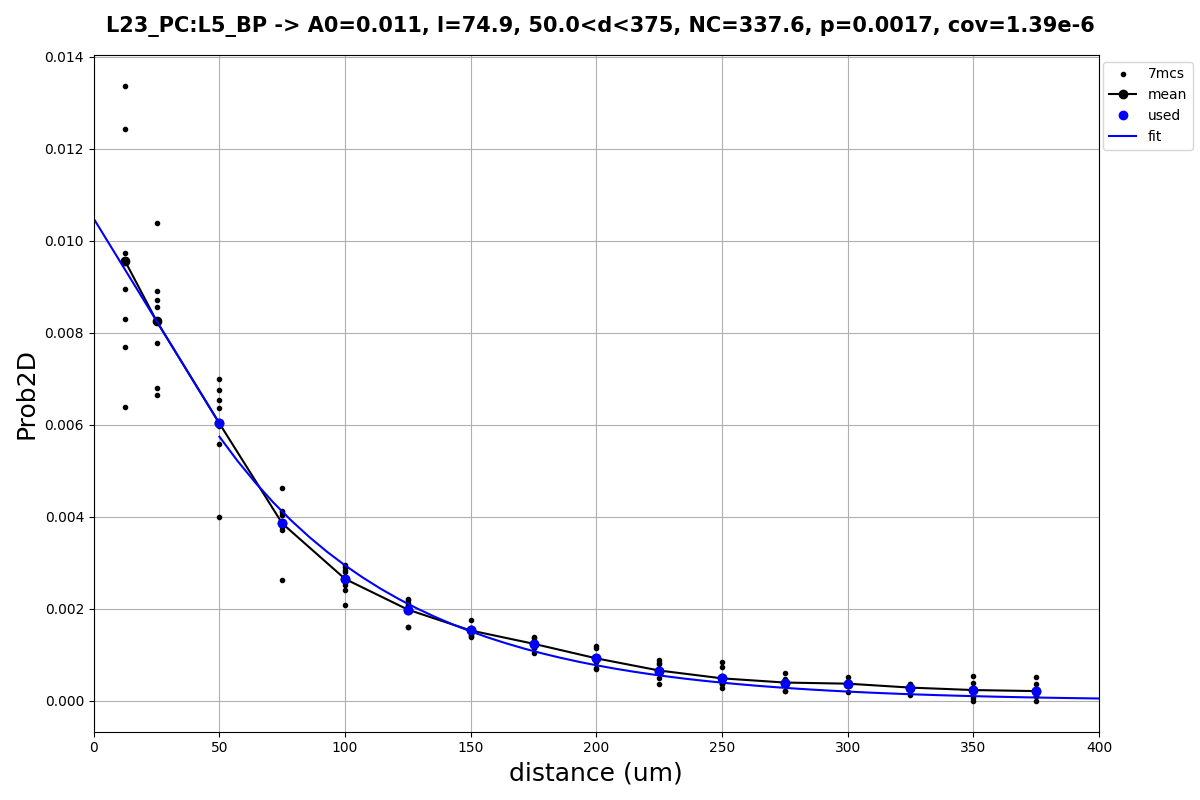 L23_PC:L5_BP -> A0=0.011, l=74.9, 50.0<d<375, NC=337.6, p=0.0017, cov=1.39e-6
0.014
0.012
0.010
0.008
0.006
0.004
0.002
0.000
Prob2D
0 50 100 150 200 250 300 350 400
distance (um)
7mcs
mean
used
fit